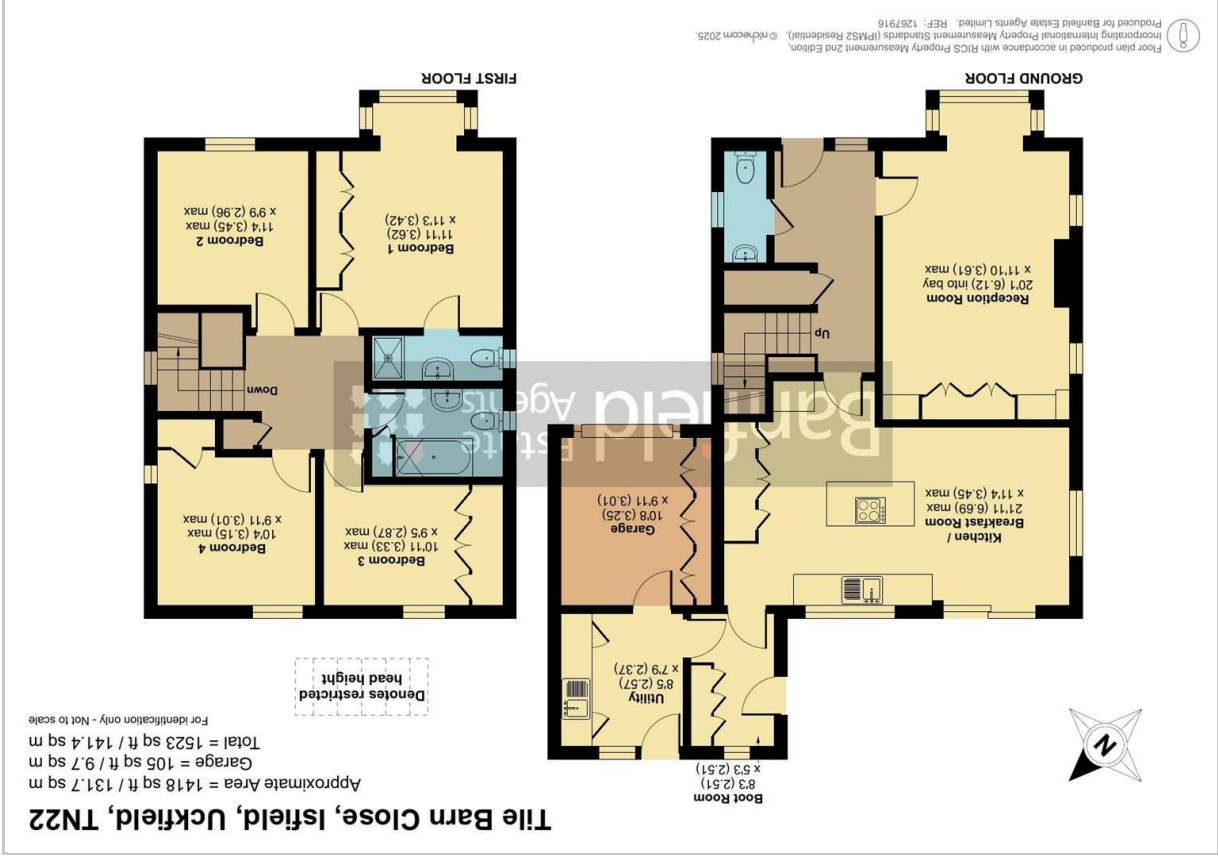 Tile Barn Close, Isfield, Uckfield, TN22
Approximate Area = 1418 sq ft / 131.7 sq m
Garage = 105 sq ft / 9.7 sq m
Total = 1523 sq ft / 141.4 sq m
For identification only - Not to scale
N
Denotes restricted
head height
Boot Room
8'3 (2.51)
x 5'3 (2.51)
Utility
8'5 (2.57)
x 7'9 (2.37)
Garage
10'8 (3.25)
x 9'11 (3.01)
Kitchen /
Breakfast Room
21'11 (6.69) max
x 11'4 (3.45) max
Reception Room
20'1 (6.12) into bay
x 11'10 (3.61) max
Up
GROUND FLOOR
Bedroom 3
10'11 (3.33) max
x 9'5 (2.87) max
Bedroom 4
10'4 (3.15) max
x 9'11 (3.01) max
Down
Bedroom 1
11'11 (3.62)
x 11'3 (3.42)
Bedroom 2
11'4 (3.45) max
x 9'9 (2.96) max
FIRST FLOOR
Banfield Estate
Agents
Floor plan produced in accordance with RICS Property Measurement 2nd Edition,
Incorporating International Property Measurement Standards (IPMS2 Residential). © nichecom 2025.
Produced for Banfield Estate Agents Limited. REF: 1267916